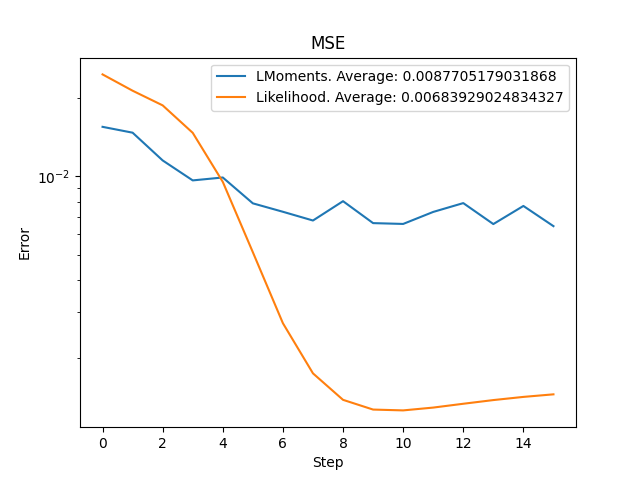 MSE
LMoments. Average: 0.0087705179031868
Likelihood. Average: 0.00683929024834327
10⁻²
Error
0 2 4 6 8 10 12 14
Step